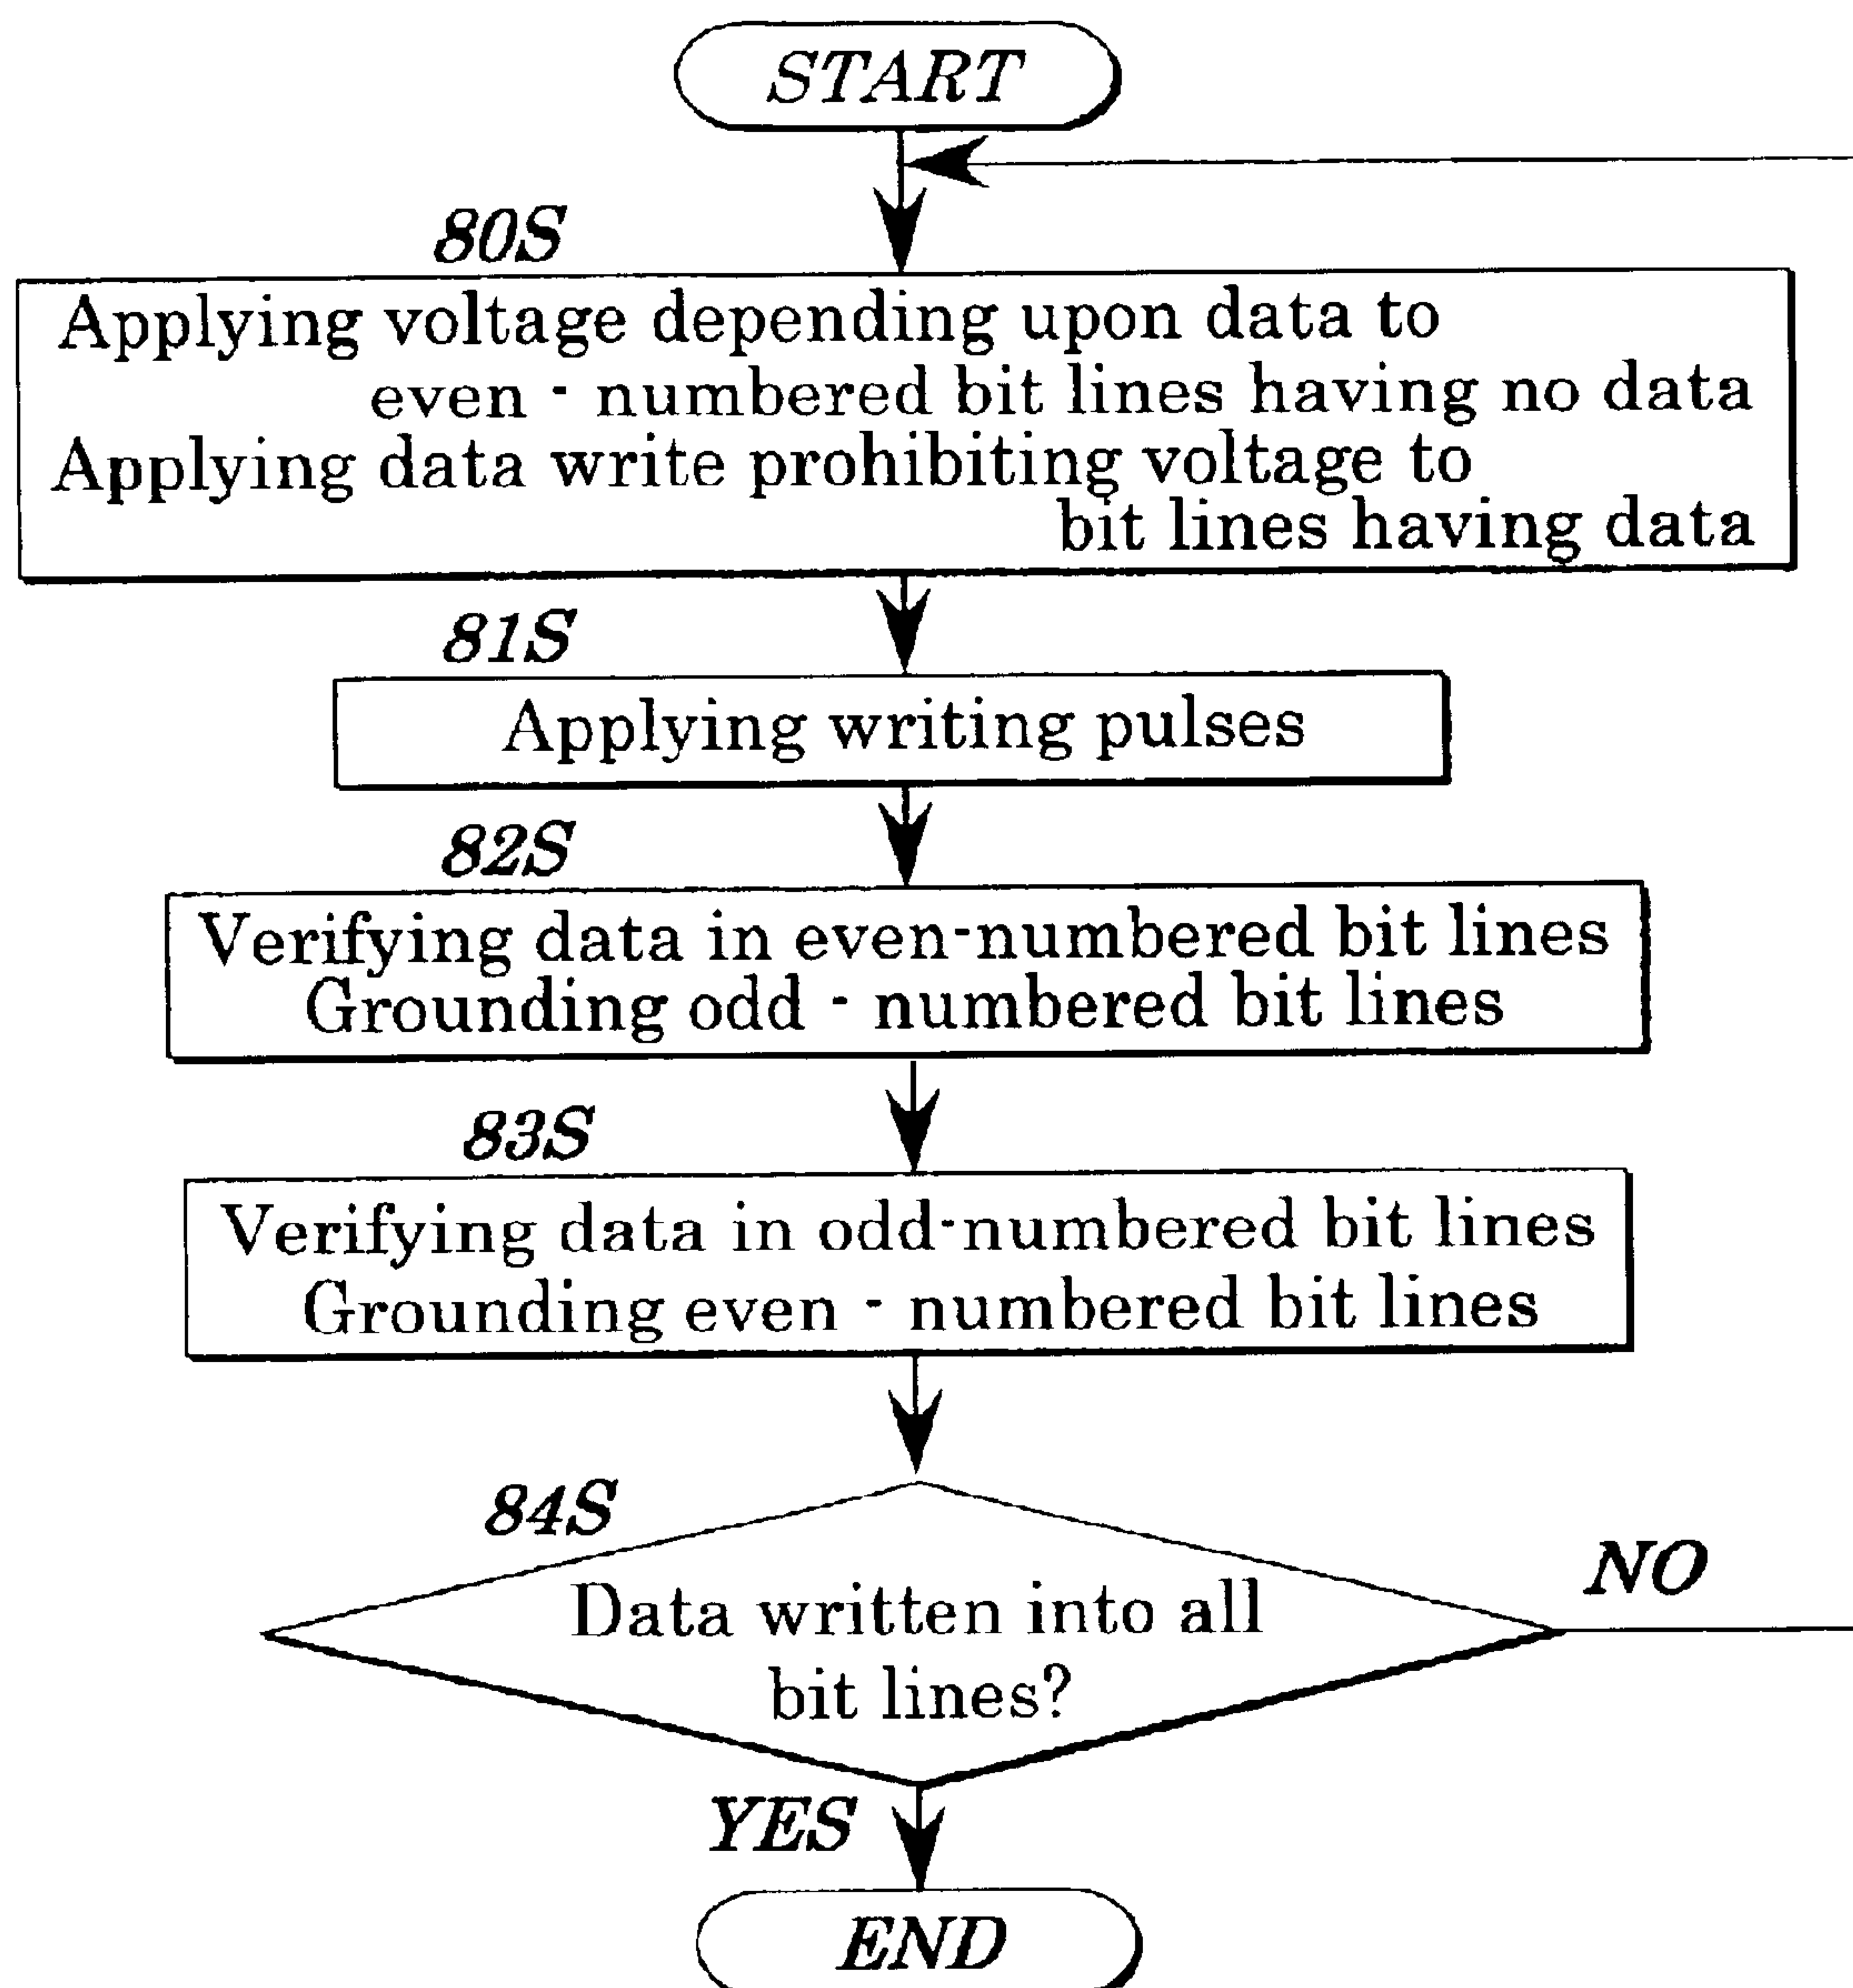 START
80S
Applying voltage depending upon data to
even - numbered bit lines having no data
Applying data write prohibiting voltage to
bit lines having data
81S
Applying writing pulses
82S
Verifying data in even-numbered bit lines
Grounding odd - numbered bit lines
83S
Verifying data in odd-numbered bit lines
Grounding even - numbered bit lines
84S
Data written into all
bit lines?
NO
YES
END